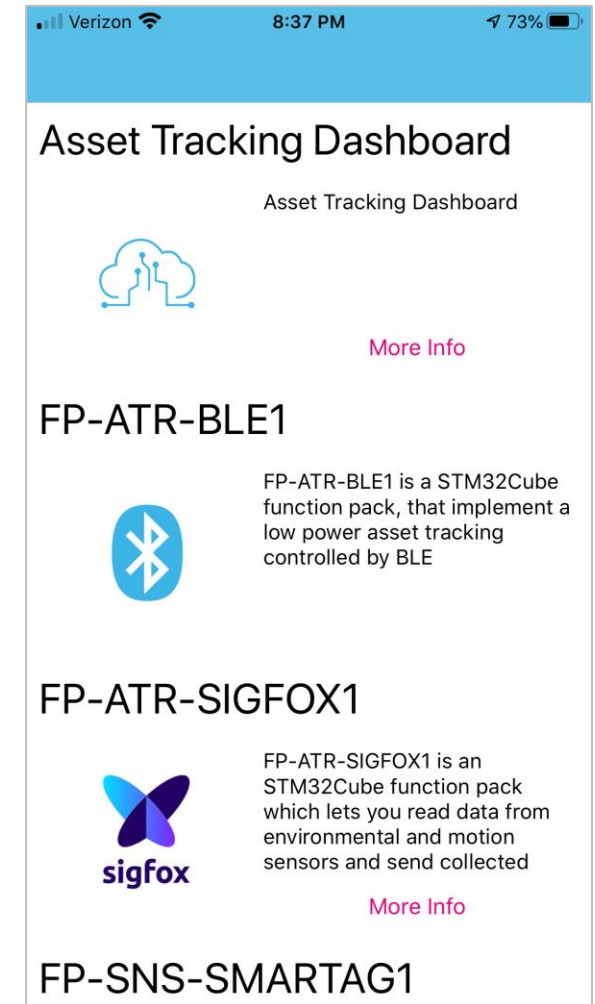 Verizon 8:37 PM 73%
Asset Tracking Dashboard
Asset Tracking Dashboard
More Info
FP-ATR-BLE1
FP-ATR-BLE1 is a STM32Cube
function pack, that implement a
low power asset tracking
controlled by BLE
FP-ATR-SIGFOX1
FP-ATR-SIGFOX1 is an
STM32Cube function pack
which lets you read data from
environmental and motion
sensors and send collected
sigfox
More Info
FP-SNS-SMARTAG1